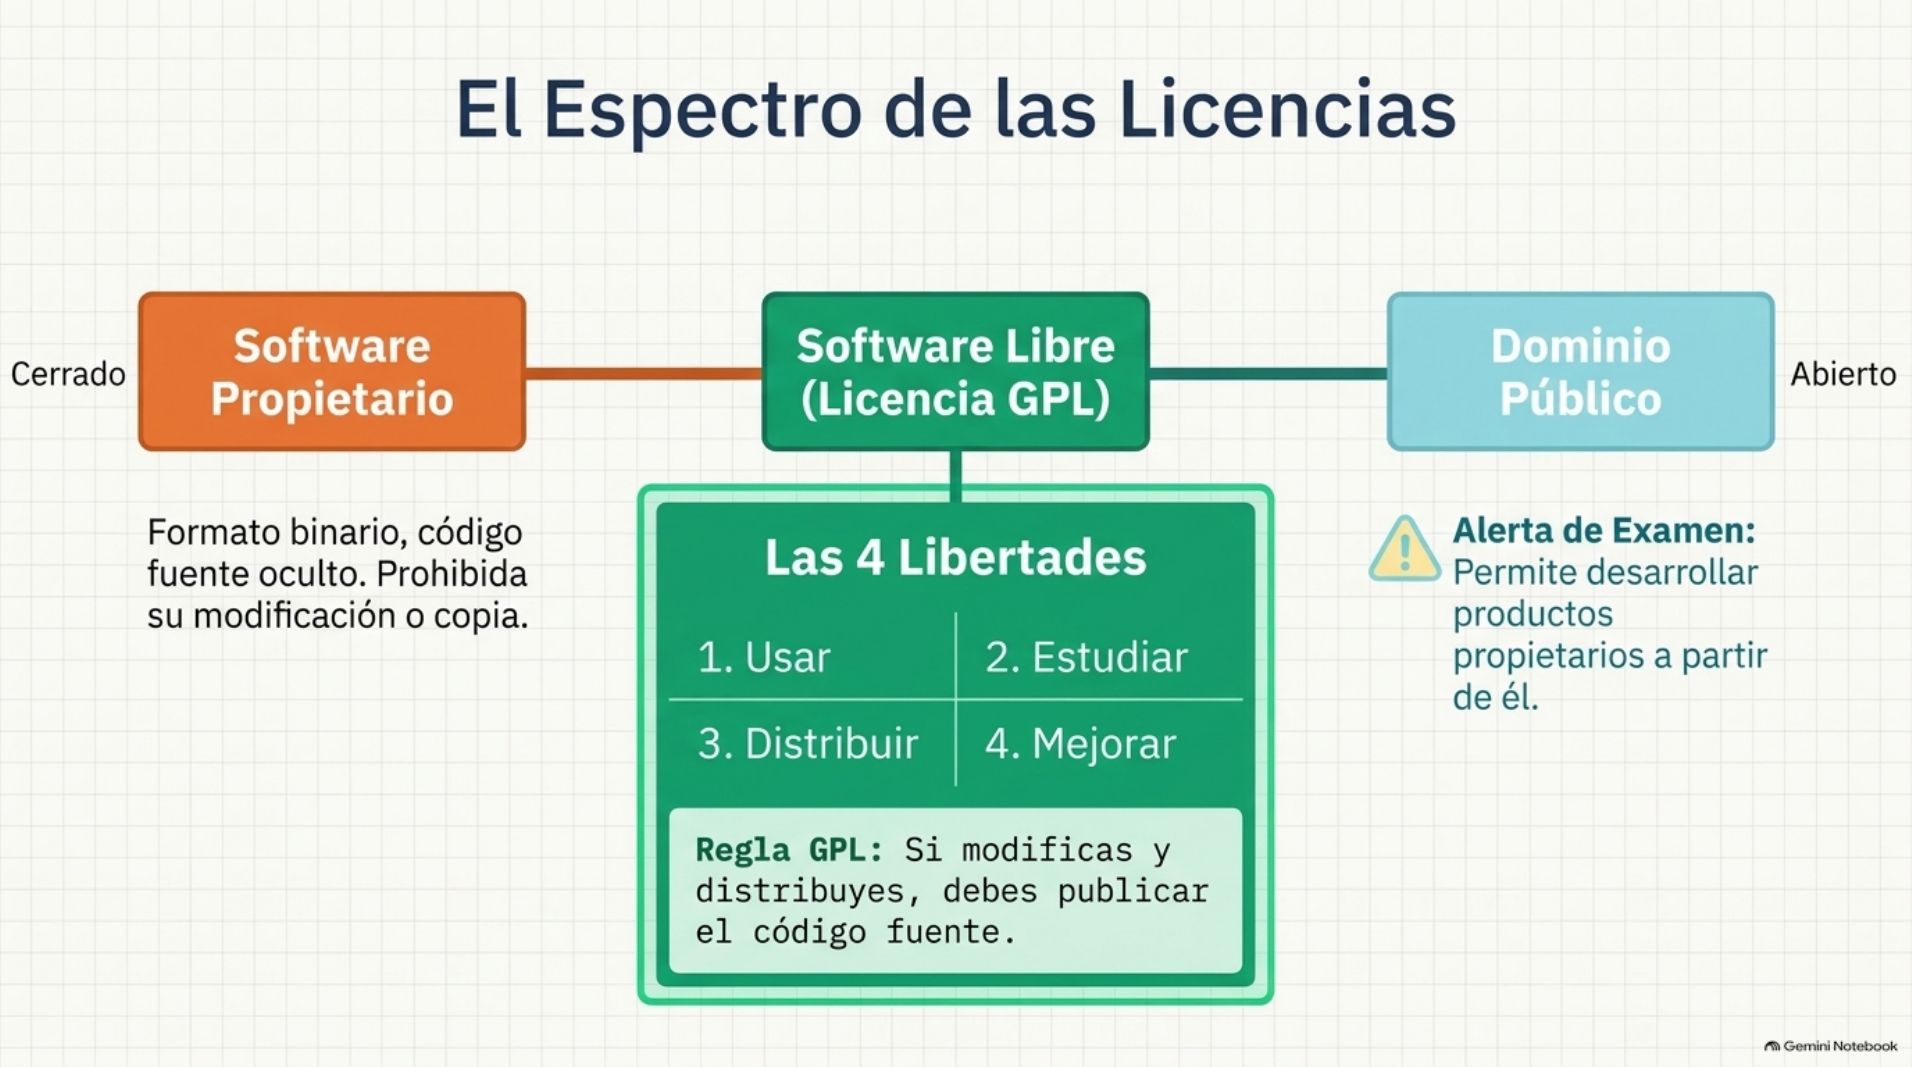 El Espectro de las Licencias
Cerrado
Software
Propietario
Software Libre
(Licencia GPL)
Dominio
Público
Abierto
Formato binario, código
fuente oculto. Prohibida
su modificación o copia.
Las 4 Libertades
1. Usar
2. Estudiar
3. Distribuir
4. Mejorar
Regla GPL: Si modificas y
distribuyes, debes publicar
el código fuente.
Alerta de Examen:
Permite desarrollar
productos
propietarios a partir
de él.
Gemini Notebook